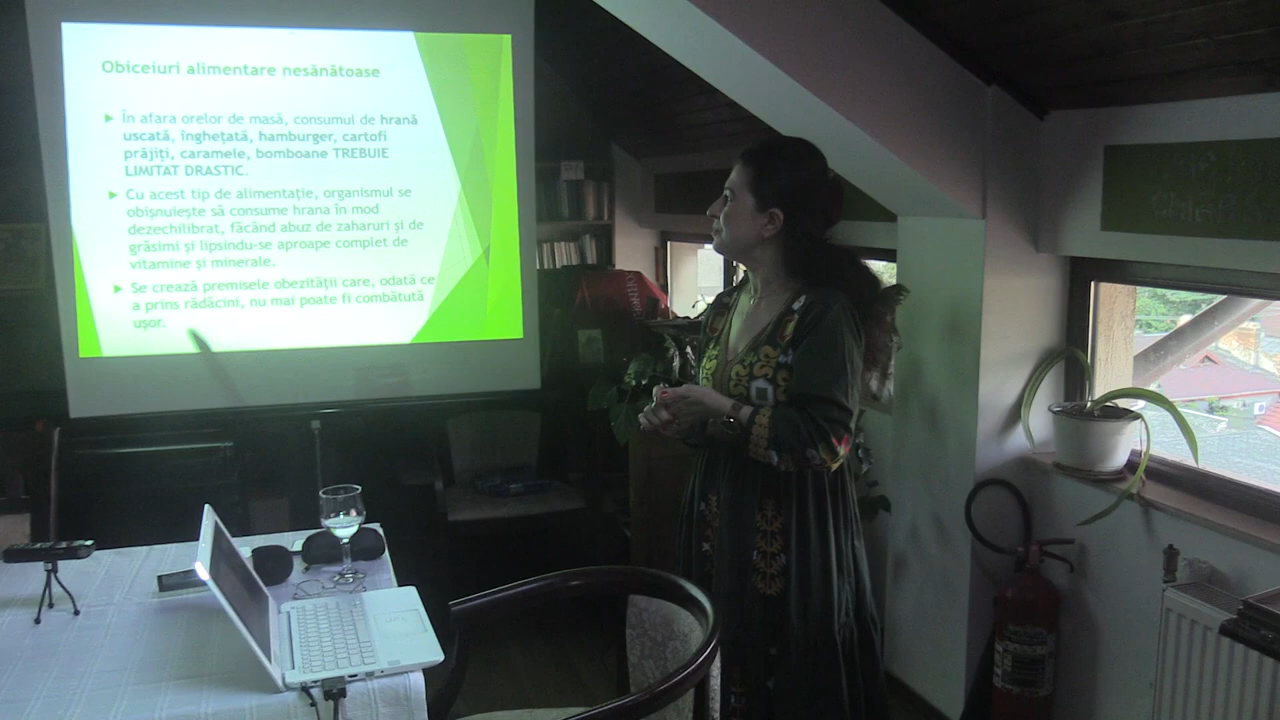 Obiceiuri alimentare nesănătoase
În afara orelor de masă, consumul de hrană
uscată, îngheţată, hamburger, cartofi
prăjiţi, caramele, bomboane TREBUIE
LIMITAT DRASTIC.
Cu acest tip de alimentaţie, organismul se
obişnuieşte să consume hrana în mod
dezechilibrat, făcând abuz de zaharuri şi de
grăsimi şi lipsindu-se aproape complet de
vitamine şi minerale.
Se crează premisele obezităţii care, odată ce
a prins rădăcini, nu mai poate fi combătută
uşor.